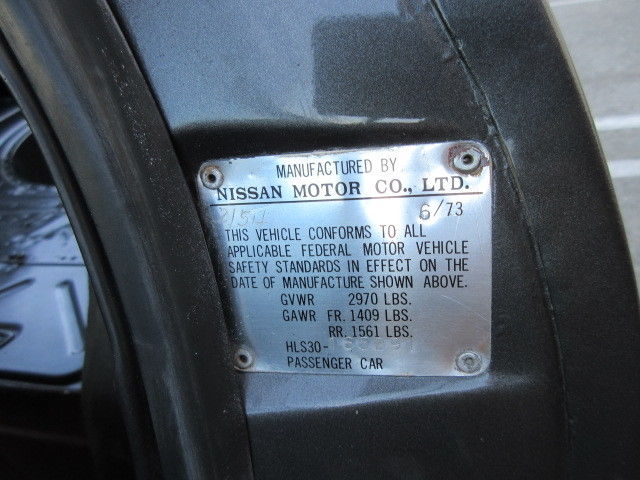 MANUFACTURED BY
NISSAN MOTOR CO., LTD.
6/73
THIS VEHICLE CONFORMS TO ALL
APPLICABLE FEDERAL MOTOR VEHICLE
SAFETY STANDARDS IN EFFECT ON THE
DATE OF MANUFACTURE SHOWN ABOVE.
GVWR 2970 LBS.
GAWR FR. 1409 LBS.
RR. 1561 LBS.
HLS30-
PASSENGER CAR